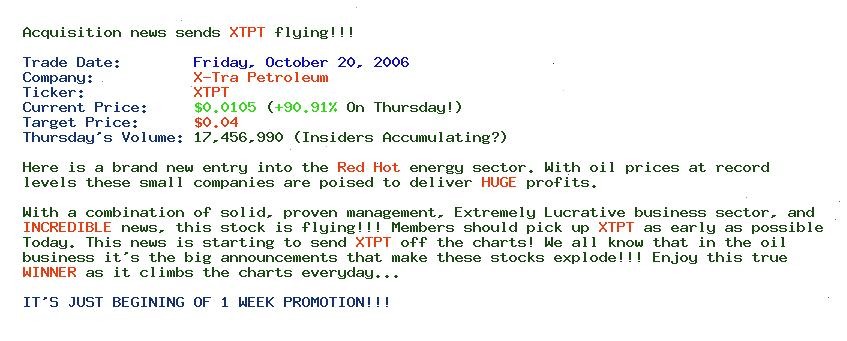 Acquisition news sends XTPT flying!!!
Trade Date: Friday, October 20, 2006
Company: X-Tra Petroleum
Ticker: XTPT
Current Price: $0.0105 (+90.91% On Thursday!)
Target Price: $0.04
Thursday's Volume: 17,456,990 (Insiders Accumulating?)
Here is a brand new entry into the Red Hot energy sector. With oil prices at record
levels these small companies are poised to deliver HUGE profits.
With a combination of solid, proven management, Extremely Lucrative business sector, and
INCREDIBLE news, this stock is flying!!! Members should pick up XTPT as early as possible
Today. This news is starting to send XTPT off the charts! We all know that in the oil
business it's the big announcements that make these stocks explode!!! Enjoy this true
WINNER as it climbs the charts everyday...
IT'S JUST BEGINING OF 1 WEEK PROMOTION!!!